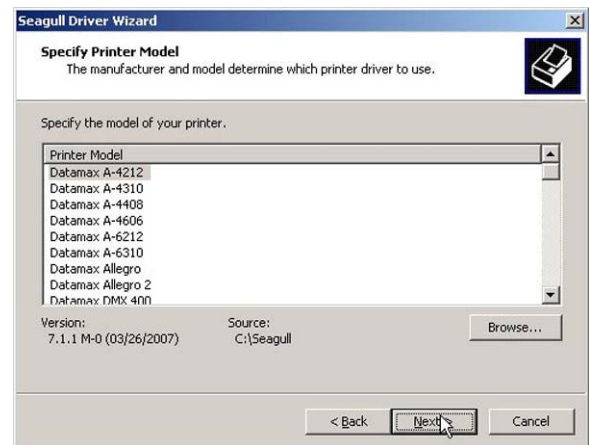 Seagull Driver Wizard
Specify Printer Model
The manufacturer and model determine which printer driver to use.
Specify the model of your printer.
Printer Model
Datamax A-4212
Datamax A-4310
Datamax A-4408
Datamax A-4606
Datamax A-6212
Datamax A-6310
Datamax Allegro
Datamax Allegro 2
Datamax DMX 400
Version: Source:
7.1.1 M-0 (03/26/2007) C:\Seagull
Browse...
< Back Next > Cancel